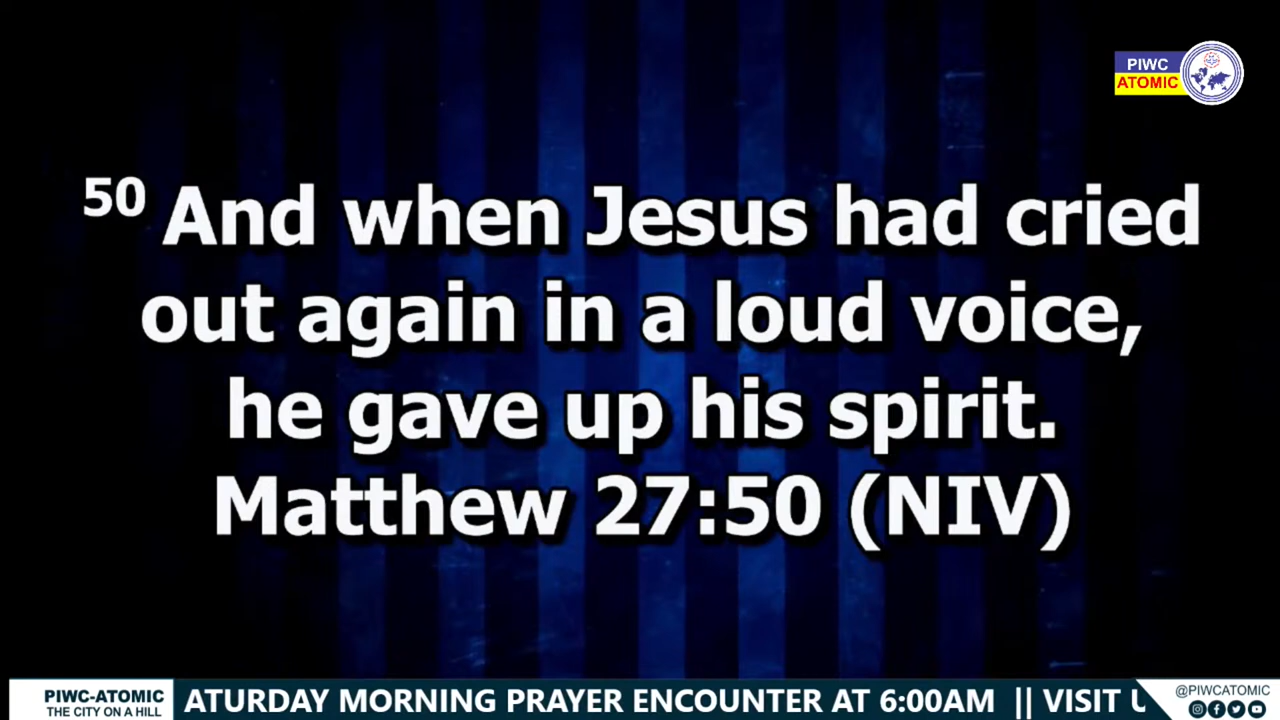 PIWC
ATOMIC
50 And when Jesus had cried
out again in a loud voice,
he gave up his spirit.
Matthew 27:50 (NIV)
PIWC-ATOMIC
THE CITY ON A HILL
ATURDAY MORNING PRAYER ENCOUNTER AT 6:00AM || VISIT U
@PIWCATOMIC